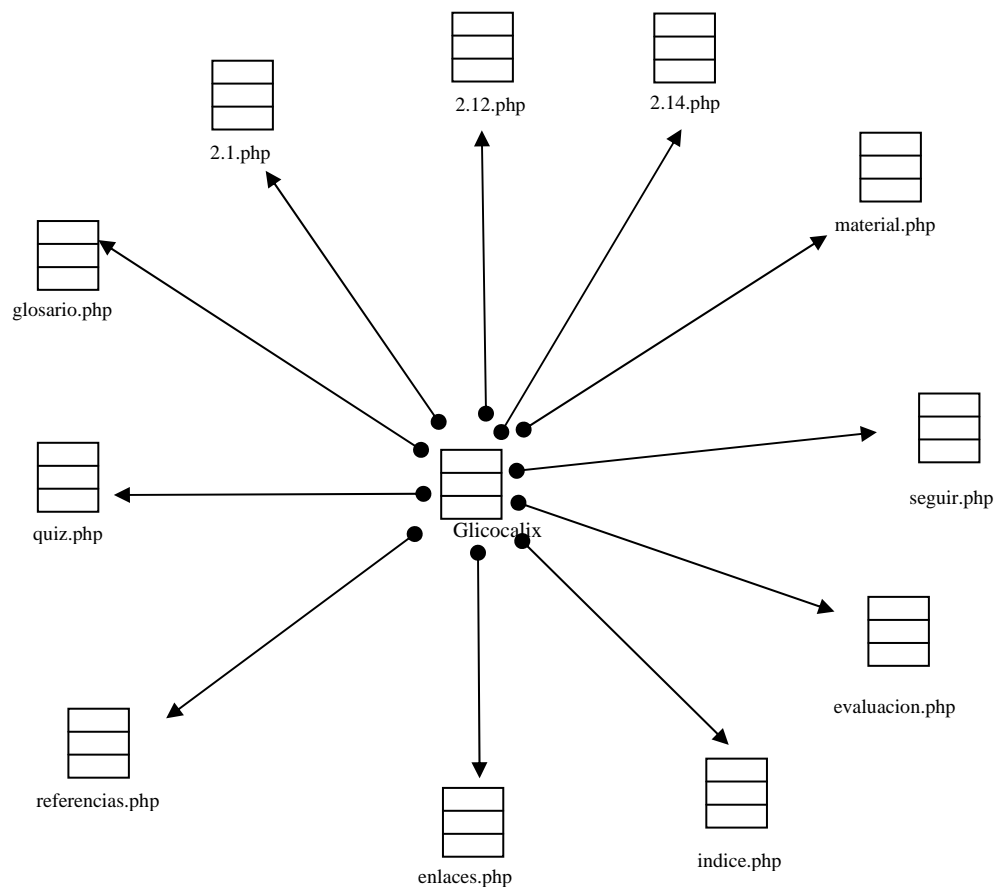 2.12.php
2.14.php
2.1.php
material.php
glosario.php
seguir.php
quiz.php
Glicocalix
evaluacion.php
referencias.php
indice.php
enlaces.php